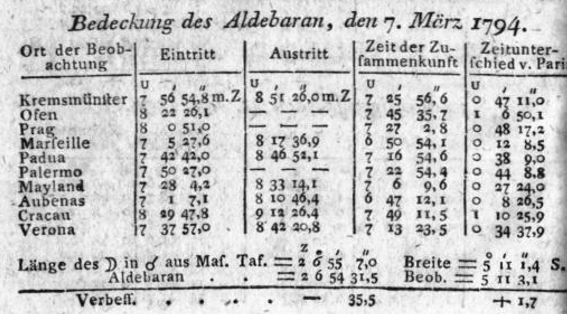 Bedeckung des Aldebaran, den 7. März 1794.
Ort der Beob- Eintritt Austritt Zeit der Zu- Zeitunter-
achtung sammenkunft schied v. Pari
U ′ ″ U ′ ″ U ′ ″ U ′ ″
Kremsmünster 7 56 54,8 m.Z 8 51 26,0 m.Z 7 25 56,6 0 47 11,0
Ofen 8 22 26,1 — — — 7 45 35,7 1 6 50,1
Prag 8 0 51,0 — — — 7 27 2,8 0 48 17,2
Marseille 7 5 27,6 8 17 36,9 6 50 54,1 0 12 8,5
Padua 7 42 42,0 8 46 52,1 7 16 54,6 0 38 9,0
Palermo 7 50 27,0 — — — 7 22 54,4 0 44 8,8
Mayland 7 28 4,2 8 33 14,1 7 6 9,6 0 27 24,0
Aubenas 7 1 7,1 8 10 46,4 6 47 12,1 0 8 26,5
Cracau 8 29 47,8 9 12 26,4 7 49 11,5 1 10 25,9
Verona 7 37 57,0 8 42 20,8 7 13 23,5 0 34 37,9
Z ° ′ ″ ° ′ ″
Länge des ☽ in ☌ aus Mas. Taf. = 2 6 55 7,0 Breite = 5 11 1,4 S.
Aldebaran . . = 2 6 54 31,5 Beob. = 5 11 3,1
Verbess. . . . . — 35,5 + 1,7